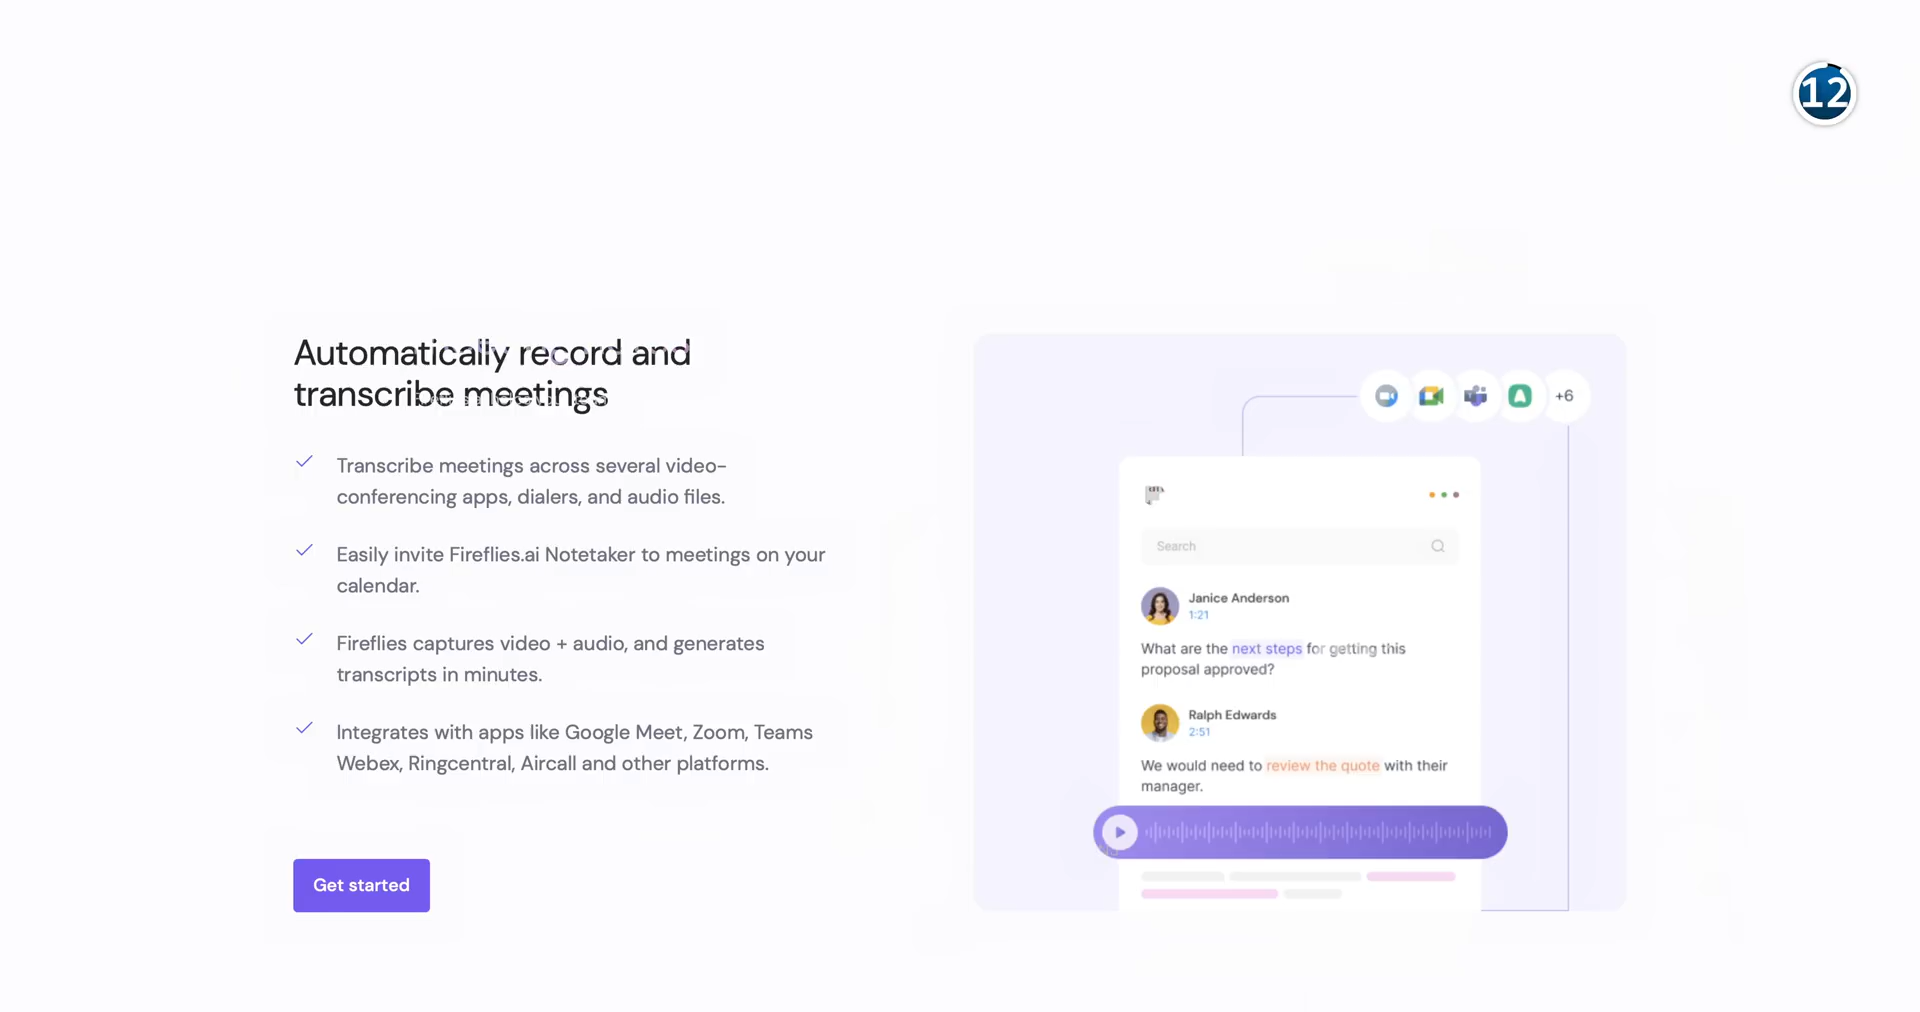 12
Automatically record and
transcribe meetings
Transcribe meetings across several video-
conferencing apps, dialers, and audio files.
Easily invite Fireflies.ai Notetaker to meetings on your
calendar.
Fireflies captures video + audio, and generates
transcripts in minutes.
Integrates with apps like Google Meet, Zoom, Teams
Webex, Ringcentral, Aircall and other platforms.
Get started
+6
Search
Janice Anderson
1:21
What are the next steps for getting this
proposal approved?
Ralph Edwards
2:51
We would need to review the quote with their
manager.